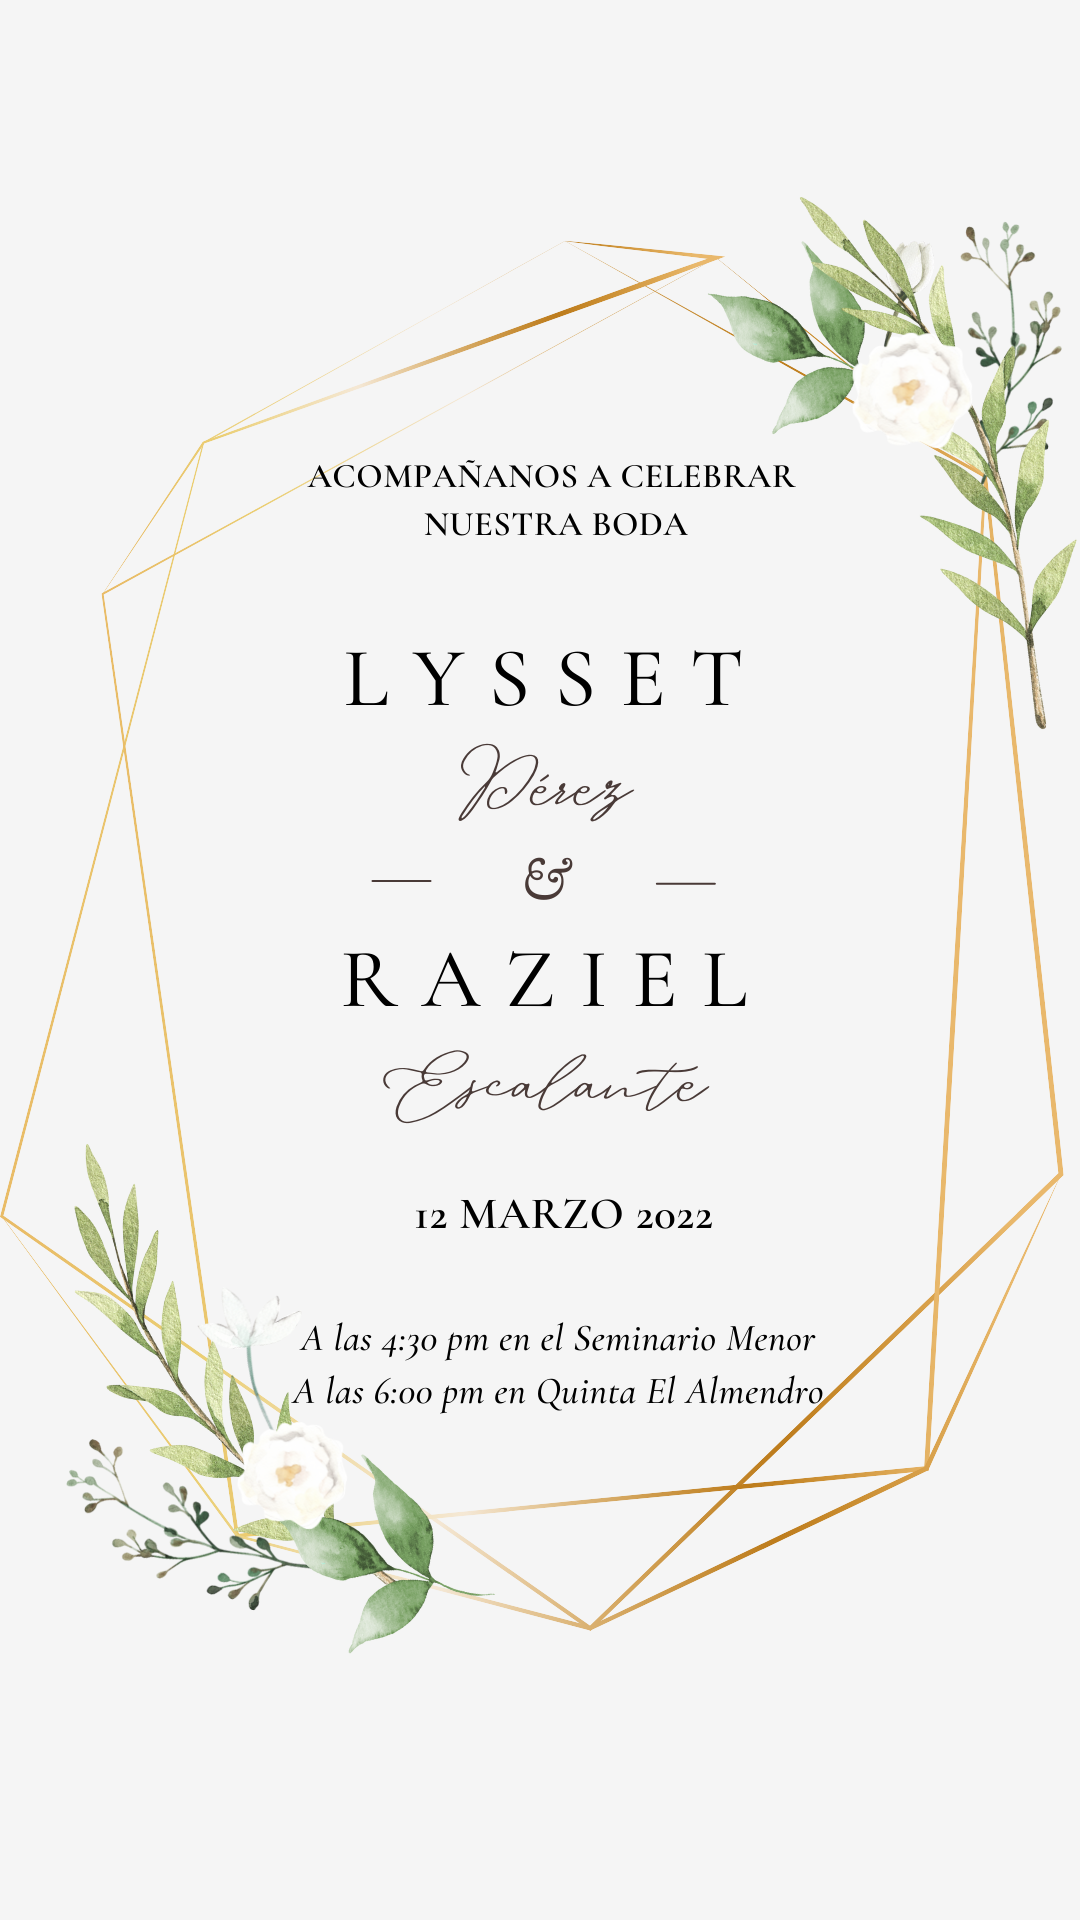 ACOMPAÑANOS A CELEBRAR
NUESTRA BODA
LYSSET
Pérez
&
RAZIEL
Escalante
12 MARZO 2022
A las 4:30 pm en el Seminario Menor
A las 6:00 pm en Quinta El Almendro